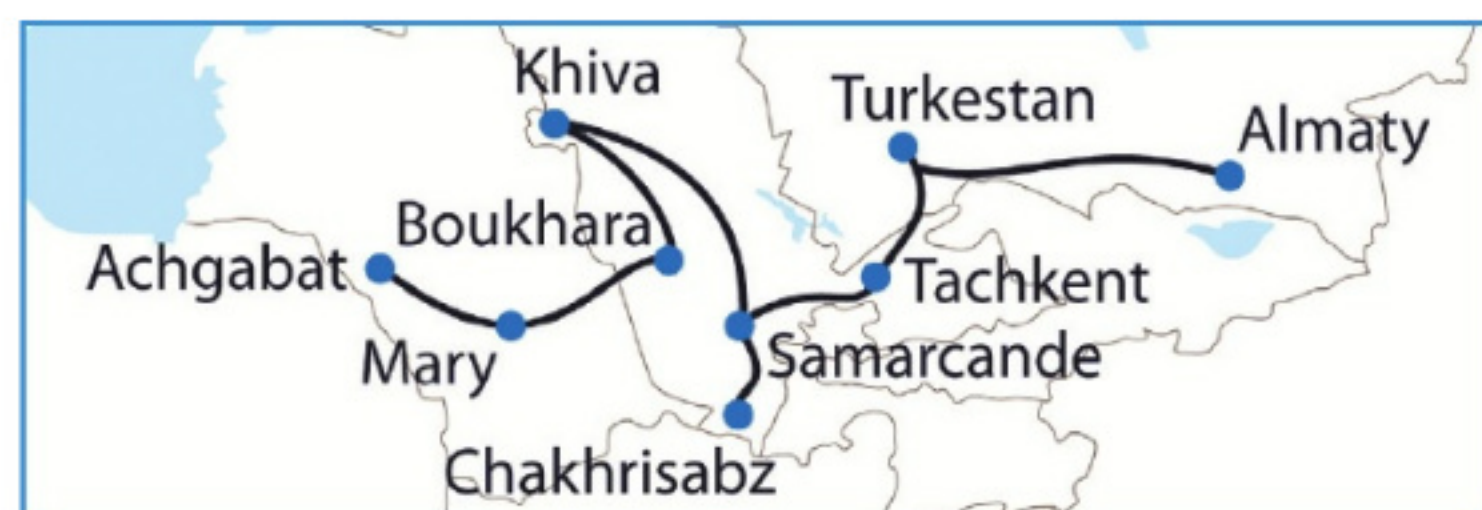 Khiva
Turkestan
Almaty
Boukhara
Achgabat
Tachkent
Mary
Samarcande
Chakhrisabz